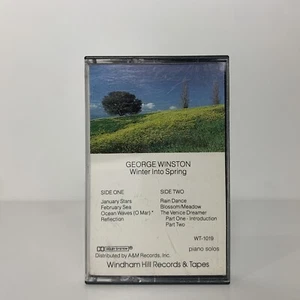 GEORGE WINSTON
Winter Into Spring
SIDE ONE
January Stars
February Sea
Ocean Waves (O Mar) *
Reflection
SIDE TWO
Rain Dance
Blossom/Meadow
The Venice Dreamer
Part One - Introduction
Part Two
WT-1019
DOLBY SYSTEM
piano solos
Distributed by A&M Records, Inc.
Windham Hill Records & Tapes